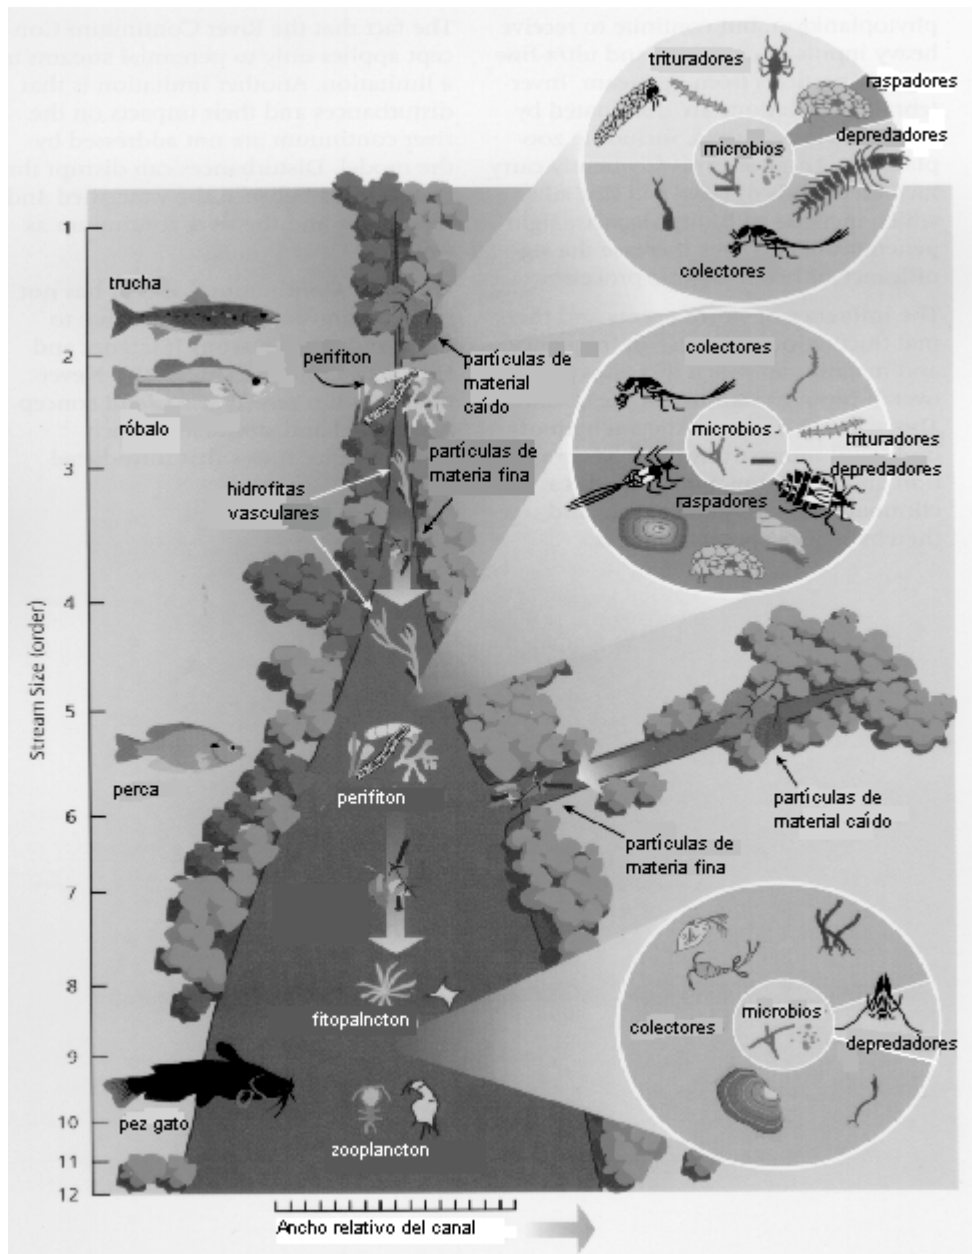 trituradores
raspadores
depredadores
microbios
colectores
1
trucha
2
perifiton
partículas de
material
caído
róbalo
colectores
microbios
trituradores
depredadores
raspadores
3
partículas
de materia fina
hidrofitas
vasculares
4
Stream Size (order)
5
perca
perifiton
partículas de
material caído
6
partículas de
materia fina
7
8
fitopalncton
colectores
microbios
depredadores
9
10
pez gato
zooplancton
11
12
Ancho relativo del canal